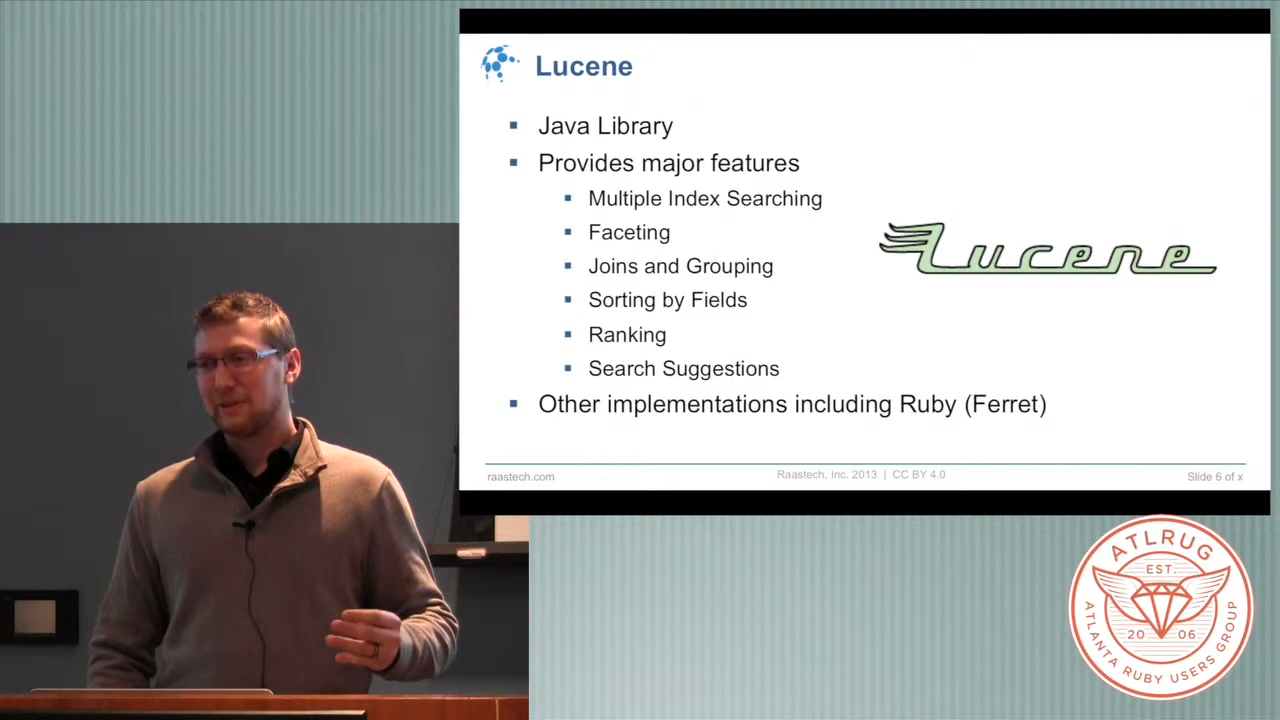 Lucene
Java Library
Provides major features
Multiple Index Searching
Faceting
Joins and Grouping
Sorting by Fields
Ranking
Search Suggestions
Other implementations including Ruby (Ferret)
Lucene
raastech.com
Raastech, Inc. 2013 | CC BY 4.0
Slide 6 of x
ATLRUG
EST.
20 06
ATLANTA RUBY USERS GROUP